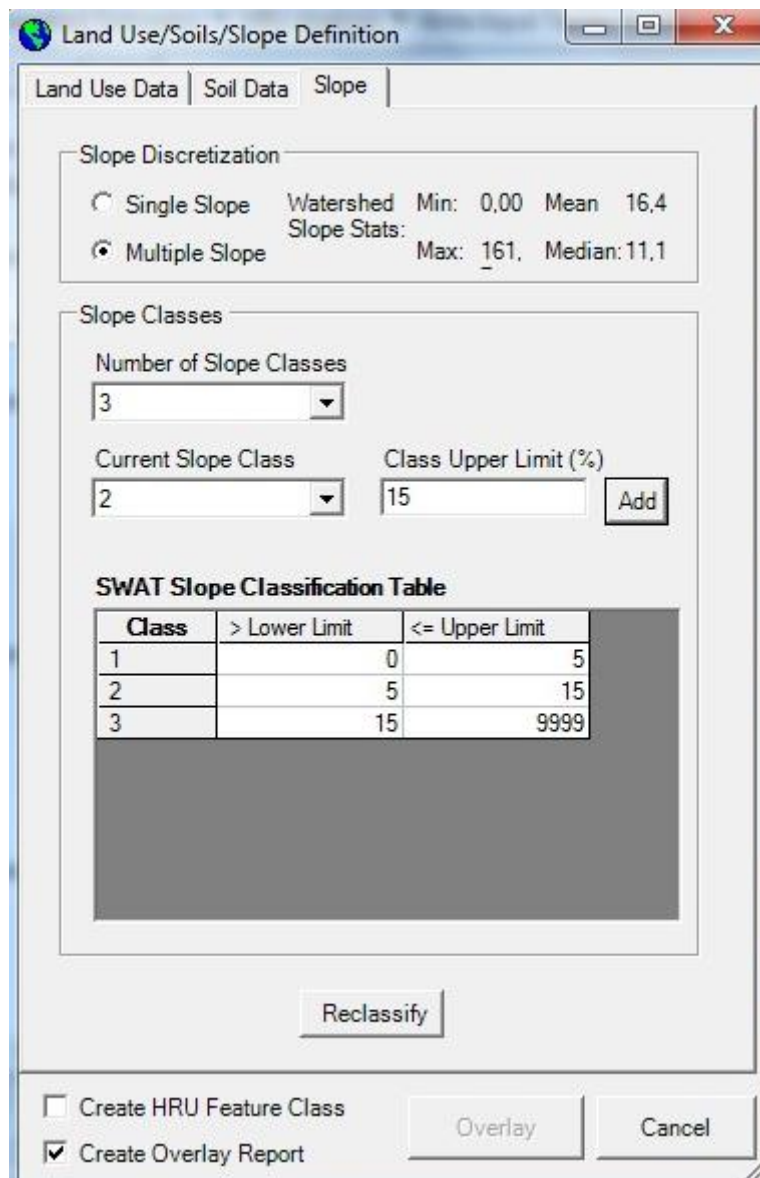 Land Use/Soils/Slope Definition
Land Use Data Soil Data Slope
Slope Discretization
Single Slope Watershed Min: 0,00 Mean 16,4
Slope Stats:
Multiple Slope Max: 161, Median: 11,1
Slope Classes
Number of Slope Classes
3
Current Slope Class Class Upper Limit (%)
2 15 Add
SWAT Slope Classification Table
Class > Lower Limit <= Upper Limit
1 0 5
2 5 15
3 15 9999
Reclassify
Create HRU Feature Class
Overlay Cancel
Create Overlay Report